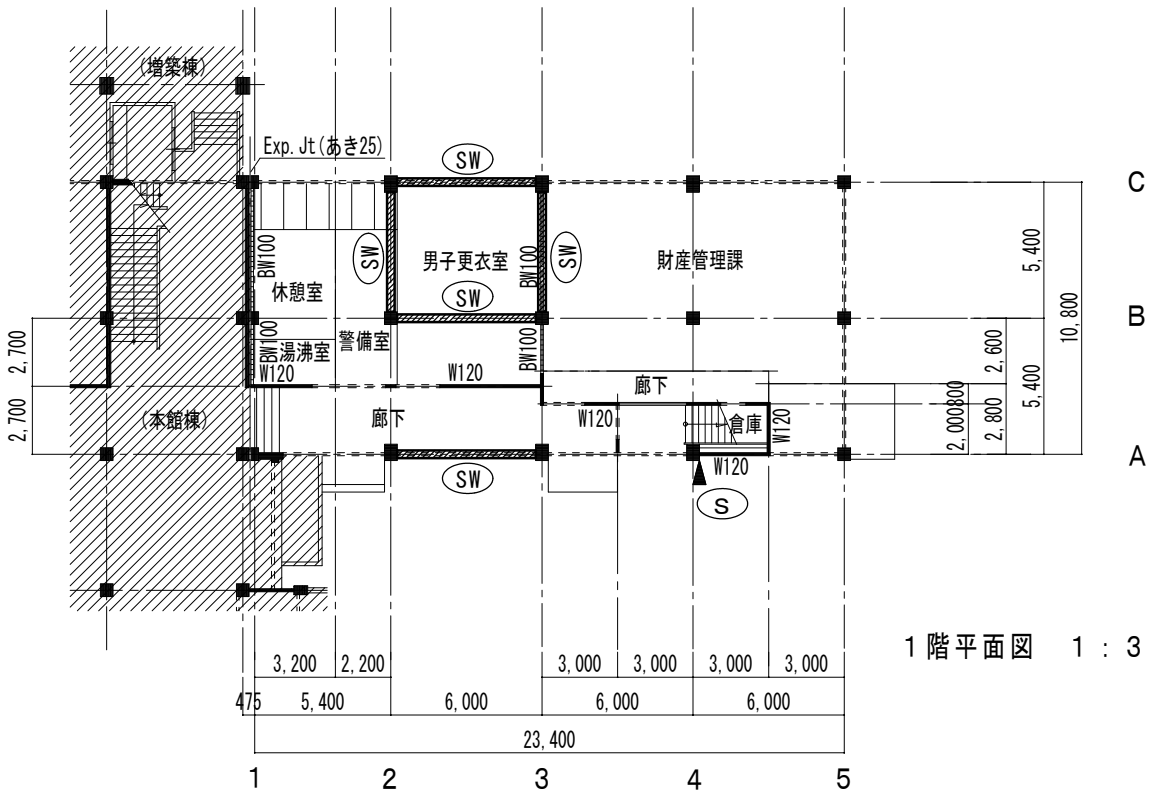 (増築棟)
Exp. Jt(あき25)
SW
C
BW100
SW
男子更衣室
BW100
SW
財産管理課
5,400
休憩室
SW
10,800
B
BW100
湯沸室
警備室
BW100
2,700
2,600
W120
W120
廊下
5,400
(本館棟)
廊下
W120
倉庫
W120
2,700
2,000
800
2,800
A
W120
SW
S
1階平面図 1:3
3,200
2,200
3,000
3,000
3,000
3,000
475
5,400
6,000
6,000
6,000
23,400
1
2
3
4
5